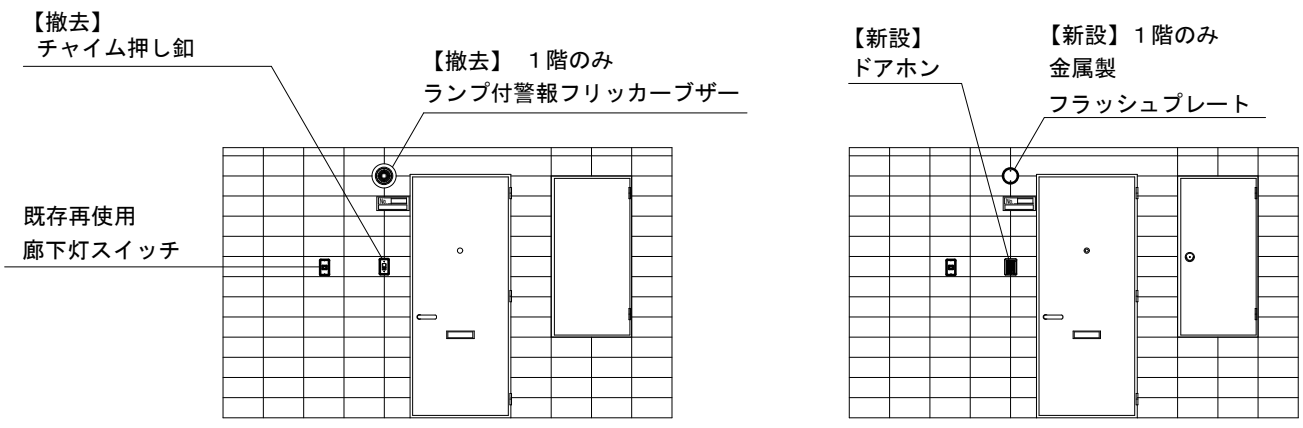 【撤去】
チャイム押し釦
【撤去】 1階のみ
ランプ付警報フリッカーブザー
既存再使用
廊下灯スイッチ
No
【新設】
ドアホン
【新設】1階のみ
金属製
フラッシュプレート
No